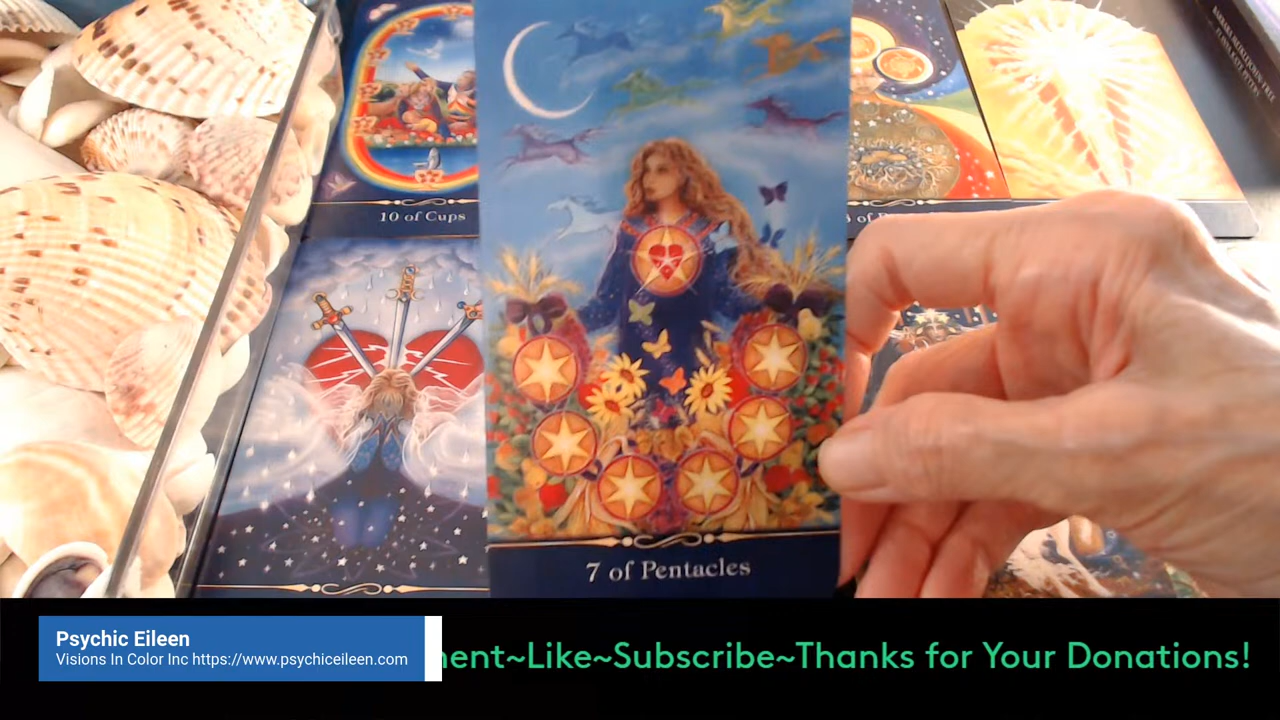 10 of Cups
7 of Pentacles
Psychic Eileen
Visions In Color Inc https://www.psychiceileen.com
ent~Like~Subscribe~Thanks for Your Donations!